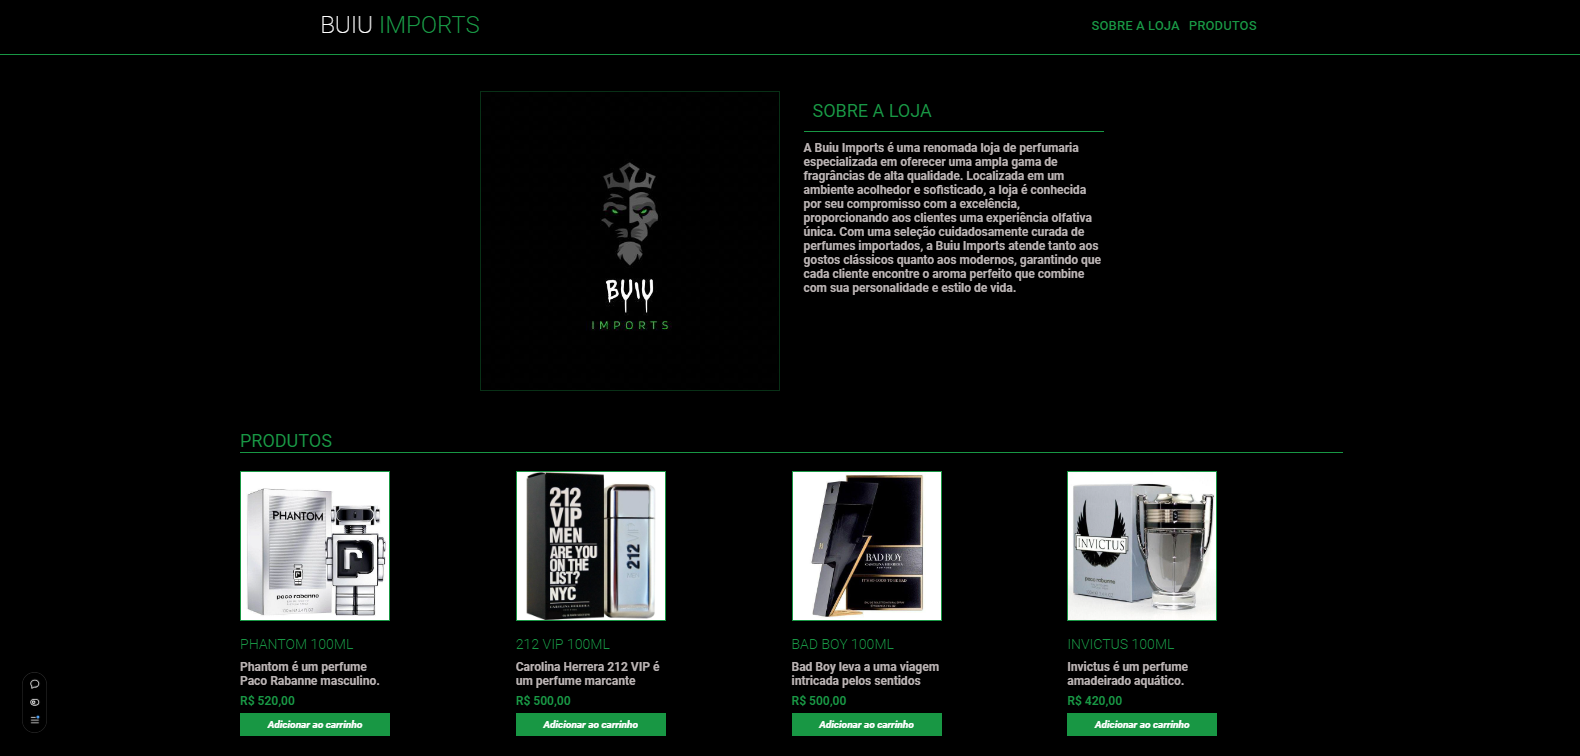 BUIU IMPORTS
SOBRE A LOJA PRODUTOS
BUIU
IMPORTS
SOBRE A LOJA
A Buiu Imports é uma renomada loja de perfumaria
especializada em oferecer uma ampla gama de
fragrâncias de alta qualidade. Localizada em um
ambiente acolhedor e sofisticado, a loja é conhecida
por seu compromisso com a excelência,
proporcionando aos clientes uma experiência olfativa
única. Com uma seleção cuidadosamente curada de
perfumes importados, a Buiu Imports atende tanto aos
gostos clássicos quanto aos modernos, garantindo que
cada cliente encontre o aroma perfeito que combine
com sua personalidade e estilo de vida.
PRODUTOS
PHANTOM
paco rabanne
PHANTOM 100ML
Phantom é um perfume
Paco Rabanne masculino.
R$ 520,00
Adicionar ao carrinho
212
VIP
MEN
ARE YOU
ON THE
LIST?
NYC
CAROLINA HERRERA
212
212 VIP 100ML
Carolina Herrera 212 VIP é
um perfume marcante
R$ 500,00
Adicionar ao carrinho
BAD BOY
CAROLINA HERRERA
BAD BOY 100ML
Bad Boy leva a uma viagem
intricada pelos sentidos
R$ 500,00
Adicionar ao carrinho
INVICTUS
paco rabanne
INVICTUS 100ML
Invictus é um perfume
amadeirado aquático.
R$ 420,00
Adicionar ao carrinho